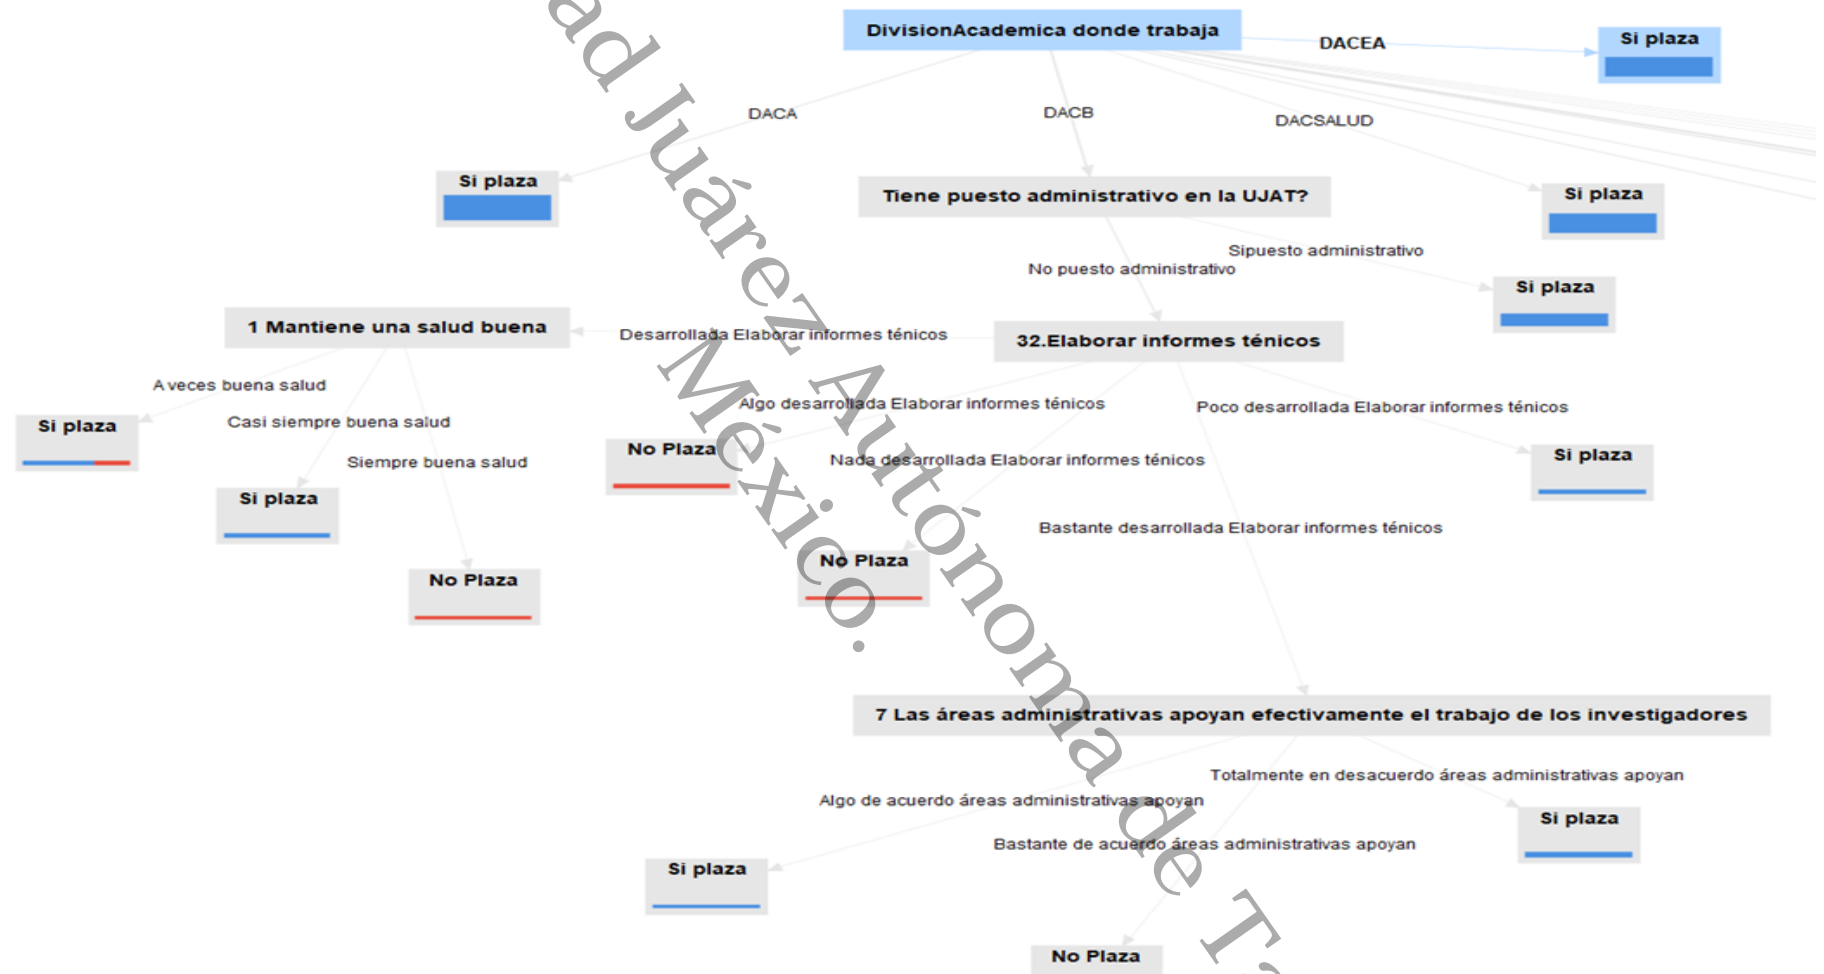 DivisionAcademica donde trabaja
Si plaza
DACEA
DACA
DACB
DACSALUD
Si plaza
Tiene puesto administrativo en la UJAT?
Si plaza
Sipuesto administrativo
No puesto administrativo
Si plaza
1 Mantiene una salud buena
Desarrollada Elaborar informes ténicos
32.Elaborar informes ténicos
A veces buena salud
Algo desarrollada Elaborar informes ténicos
Poco desarrollada Elaborar informes ténicos
Si plaza
Casi siempre buena salud
No Plaza
Si plaza
Siempre buena salud
Nada desarrollada Elaborar informes ténicos
Si plaza
Bastante desarrollada Elaborar informes ténicos
No Plaza
No Plaza
7 Las áreas administrativas apoyan efectivamente el trabajo de los investigadores
Totalmente en desacuerdo áreas administrativas apoyan
Algo de acuerdo áreas administrativas apoyan
Si plaza
Bastante de acuerdo áreas administrativas apoyan
Si plaza
No Plaza
ad Juárez Autónoma de Ta
México.